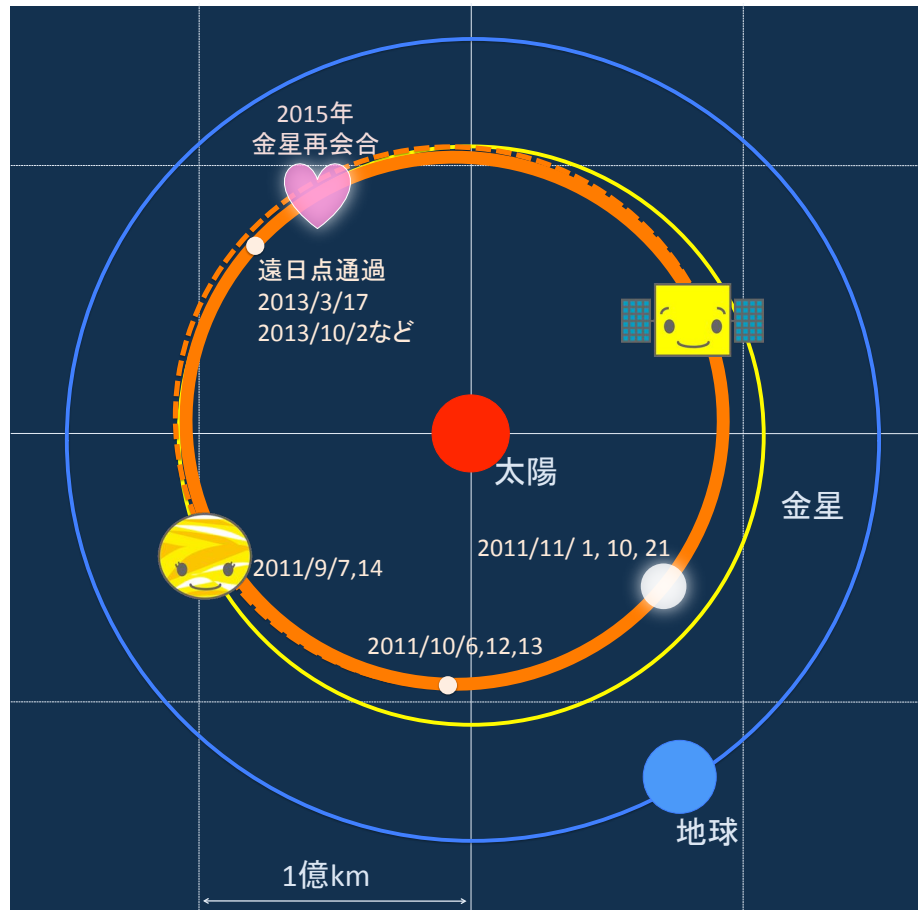 2015年
金星再会合
遠日点通過
2013/3/17
2013/10/2など
太陽
金星
2011/11/ 1, 10, 21
2011/9/7,14
2011/10/6,12,13
地球
1億km